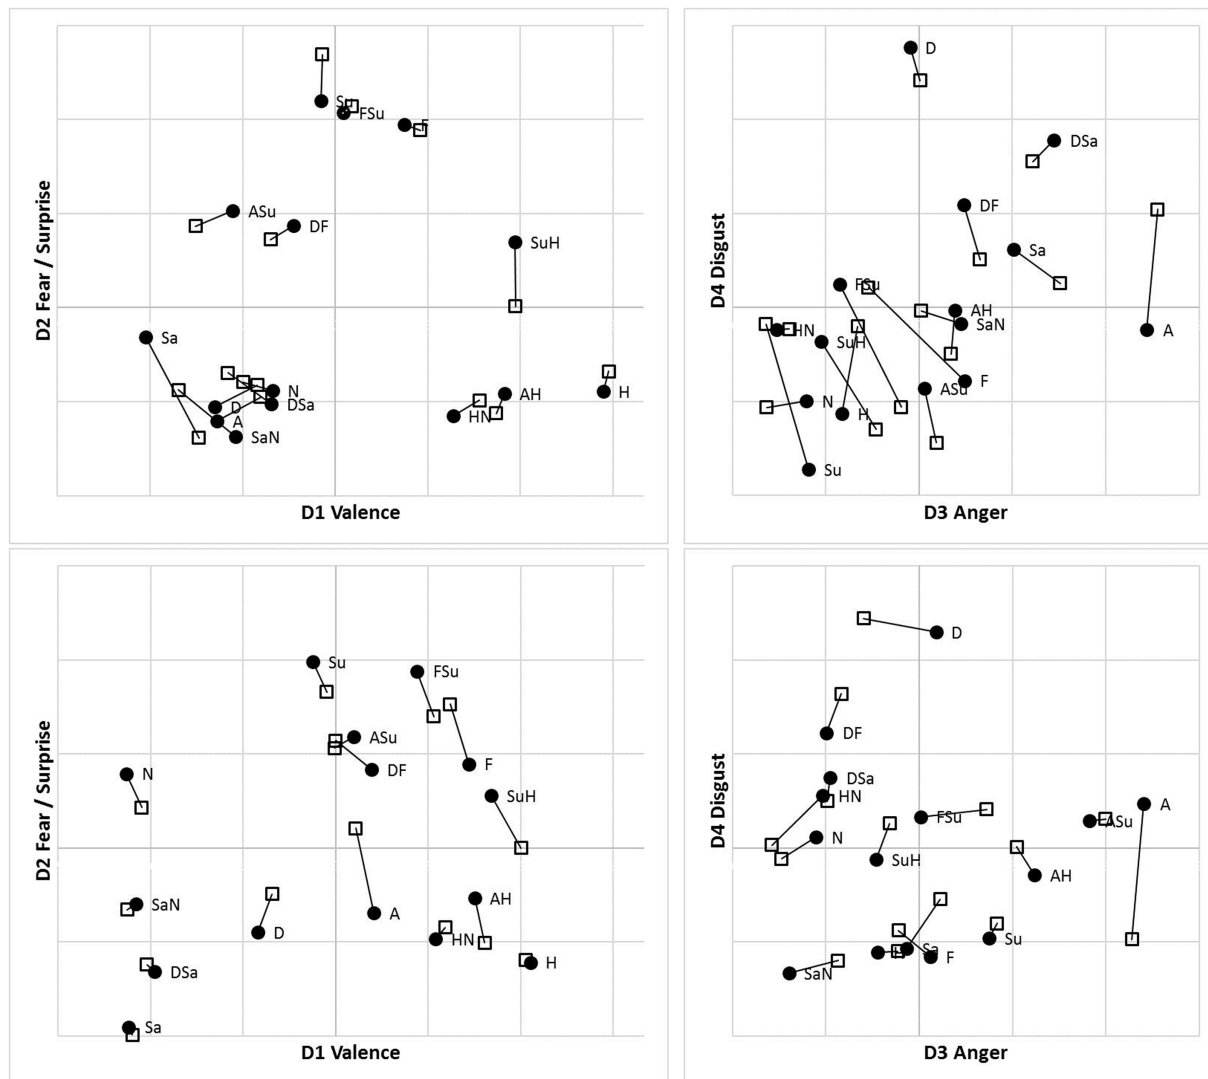 Su
FSu
F
ASu
DF
SuH
Sa
N
D
DSa
A
SaN
AH
HN
H
D2 Fear / Surprise
D1 Valence
D
DSa
DF
Sa
FSu
AH
SaN
A
HN
SuH
F
ASu
N
H
Su
D4 Disgust
D3 Anger
Su
FSu
ASu
DF
F
N
SuH
AH
SaN
A
D
HN
H
DSa
Sa
D2 Fear / Surprise
D1 Valence
D
DF
DSa
HN
A
FSu
ASu
N
SuH
AH
Su
Sa
F
SaN
D4 Disgust
D3 Anger